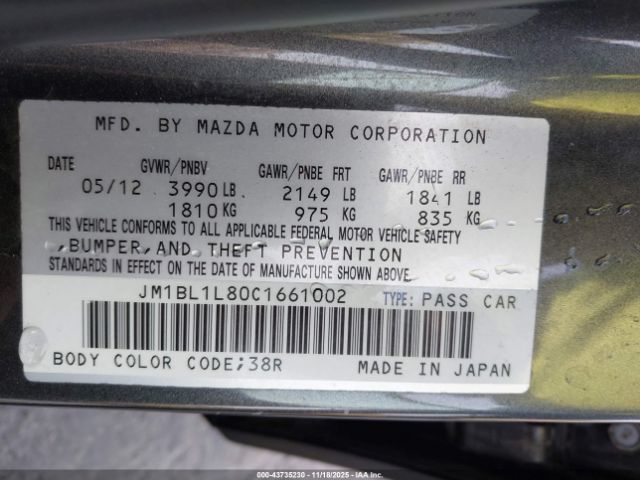 MFD. BY MAZDA MOTOR CORPORATION
DATE GVWR/PNBV GAWR/PNBE FRT GAWR/PNBE RR
05/12 3990 LB 2149 LB 1841 LB
1810 KG 975 KG 835 KG
THIS VEHICLE CONFORMS TO ALL APPLICABLE FEDERAL MOTOR VEHICLE SAFETY
,BUMPER,AND THEFT PREVENTION
STANDARDS IN EFFECT ON THE DATE OF MANUFACTURE SHOWN ABOVE.
JM1BL1L80C1661002 TYPE: PASS CAR
BODY COLOR CODE;38R MADE IN JAPAN
000-43735230 - 11/18/2025 - IAA Inc.